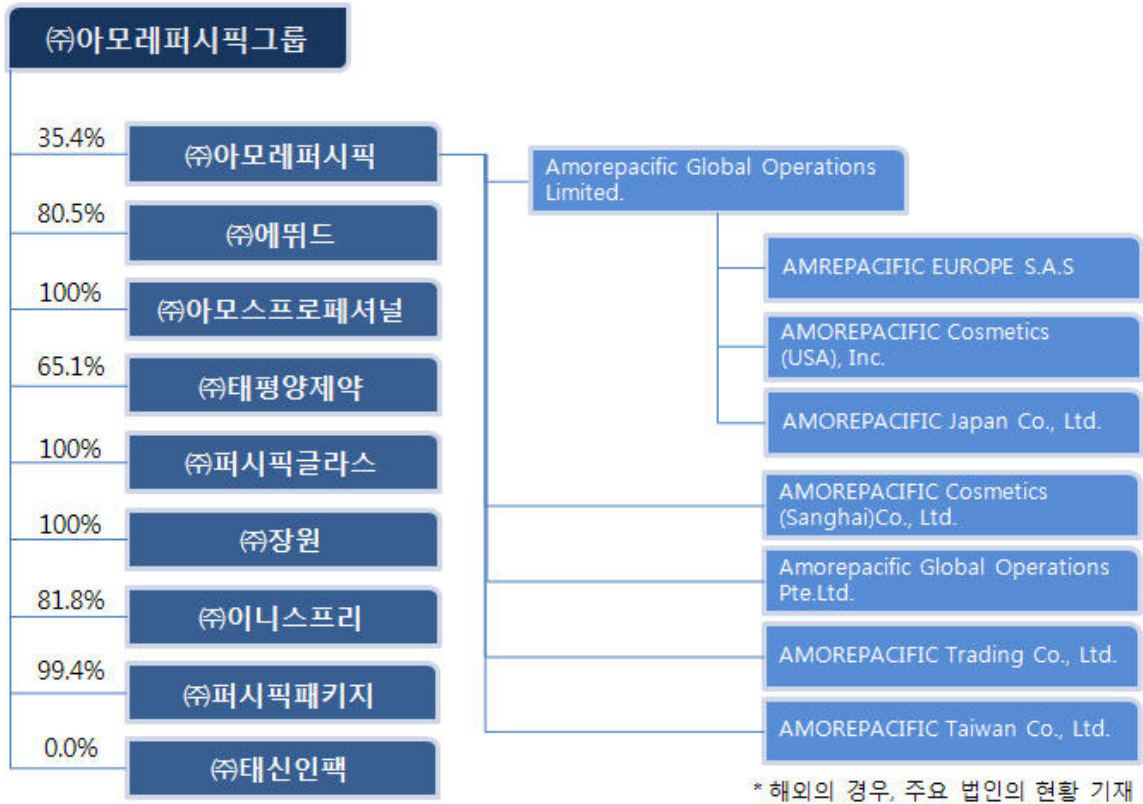 ㈜아모레퍼시픽그룹
35.4%
㈜아모레퍼시픽
80.5%
㈜에뛰드
100%
㈜아모스프로페셔널
65.1%
㈜태평양제약
100%
㈜퍼시픽글라스
100%
㈜장원
81.8%
㈜이니스프리
99.4%
㈜퍼시픽패키지
0.0%
㈜태신인팩
Amorepacific Global Operations
Limited.
AMREPACIFIC EUROPE S.A.S
AMOREPACIFIC Cosmetics
(USA), Inc.
AMOREPACIFIC Japan Co., Ltd.
AMOREPACIFIC Cosmetics
(Sanghai)Co., Ltd.
Amorepacific Global Operations
Pte.Ltd.
AMOREPACIFIC Trading Co., Ltd.
AMOREPACIFIC Taiwan Co., Ltd.
* 해외의 경우, 주요 법인의 현황 기재